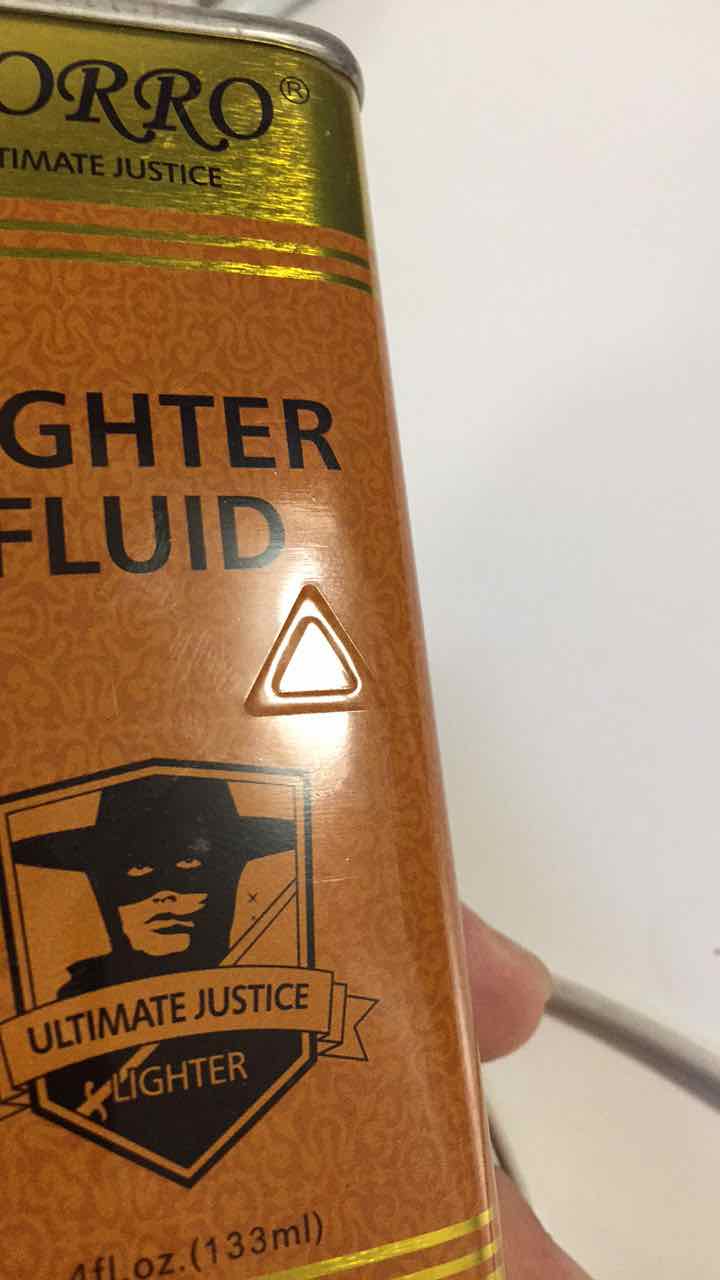 ORRO®
TIMATE JUSTICE
GHTER
FLUID
ULTIMATE JUSTICE
LIGHTER
4fl.oz.(133ml)